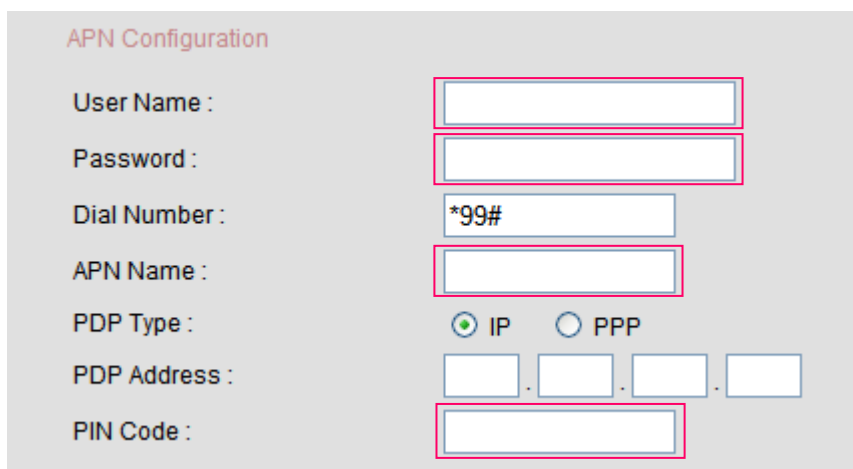 APN Configuration
User Name :
Password :
Dial Number : *99#
APN Name :
PDP Type : IP PPP
PDP Address : . . .
PIN Code :